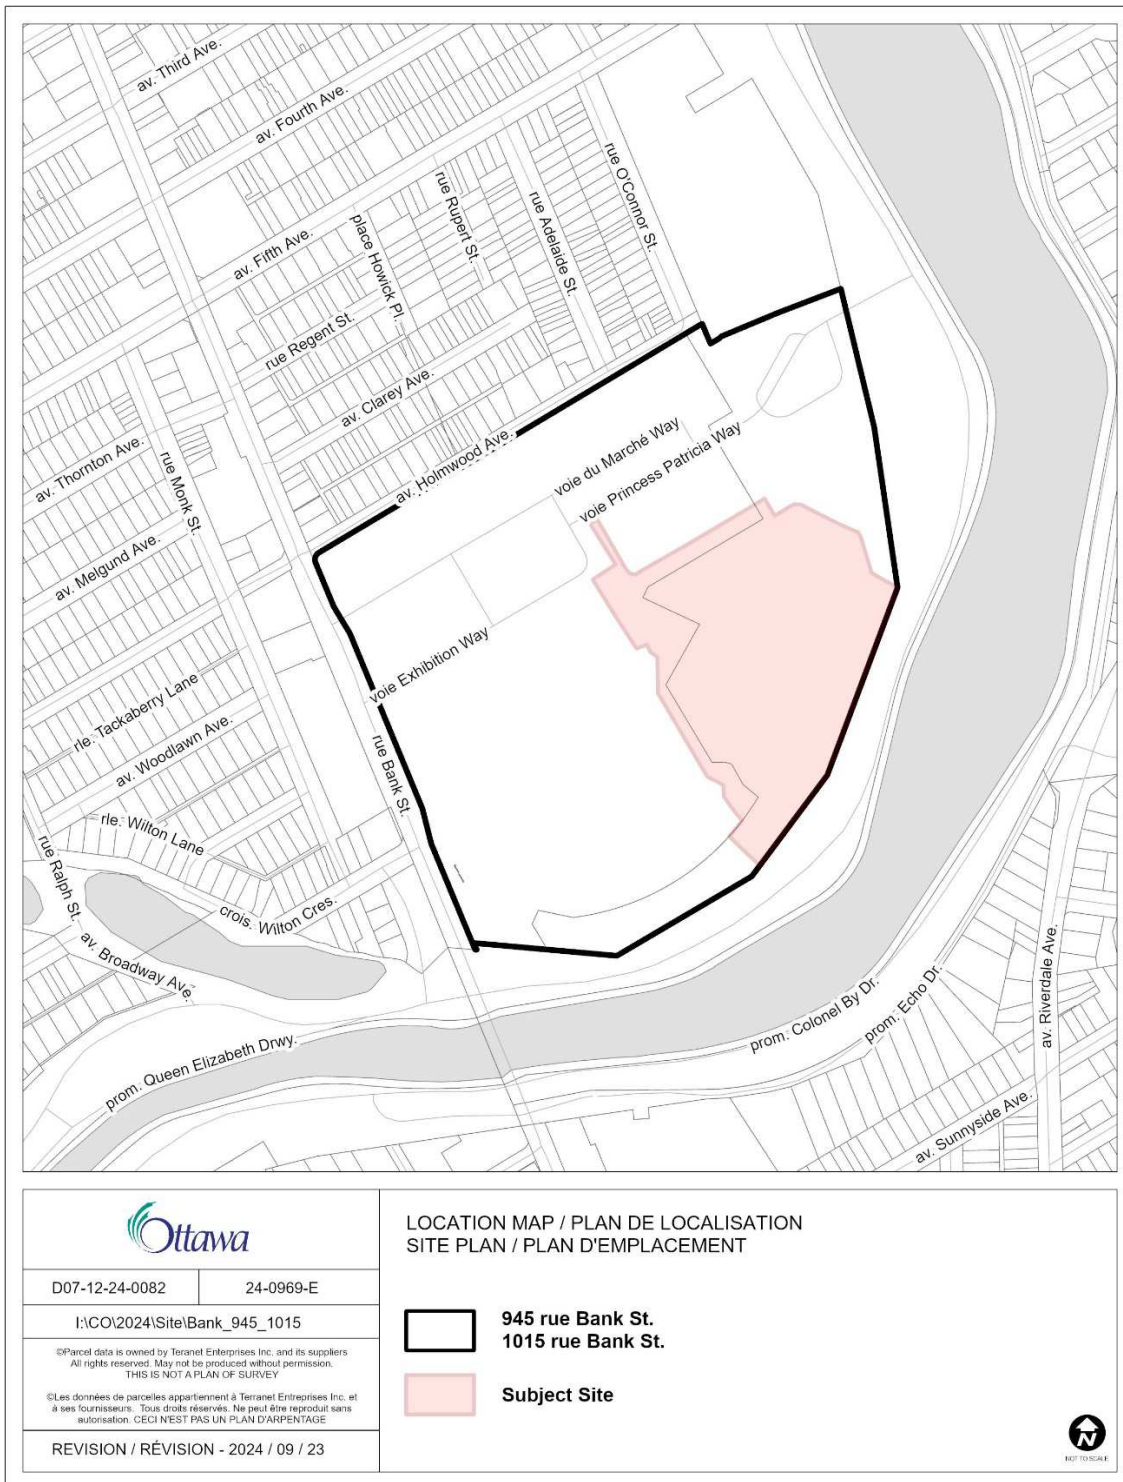 av. Third Ave.
av. Fourth Ave.
rue O'Connor St.
rue Rupert St.
rue Adelaide St.
place Howick Pl.
av. Fifth Ave.
rue Regent St.
av. Clarey Ave.
av. Holmwood Ave.
voie du Marché Way
voie Princess Patricia Way
av. Thornton Ave.
rue Monk St.
av. Melgund Ave.
voie Exhibition Way
rle. Tackaberry Lane
av. Woodlawn Ave.
rue Bank St.
rle. Wilton Lane
rue Ralph St.
crois. Wilton Cres.
av. Broadway Ave.
prom. Queen Elizabeth Drwy.
prom. Colonel By Dr.
prom. Echo Dr.
av. Riverdale Ave.
av. Sunnyside Ave.
Ottawa
D07-12-24-0082
24-0969-E
I:\CO\2024\Site\Bank_945_1015
©Parcel data is owned by Teranet Enterprises Inc. and its suppliers
All rights reserved. May not be produced without permission.
THIS IS NOT A PLAN OF SURVEY
©Les données de parcelles appartiennent à Terranet Entreprises Inc. et
à ses fournisseurs. Tous droits réservés. Ne peut être reproduit sans
autorisation. CECI N'EST PAS UN PLAN D'ARPENTAGE
REVISION / RÉVISION - 2024 / 09 / 23
LOCATION MAP / PLAN DE LOCALISATION
SITE PLAN / PLAN D'EMPLACEMENT
945 rue Bank St.
1015 rue Bank St.
Subject Site
N
NOT TO SCALE